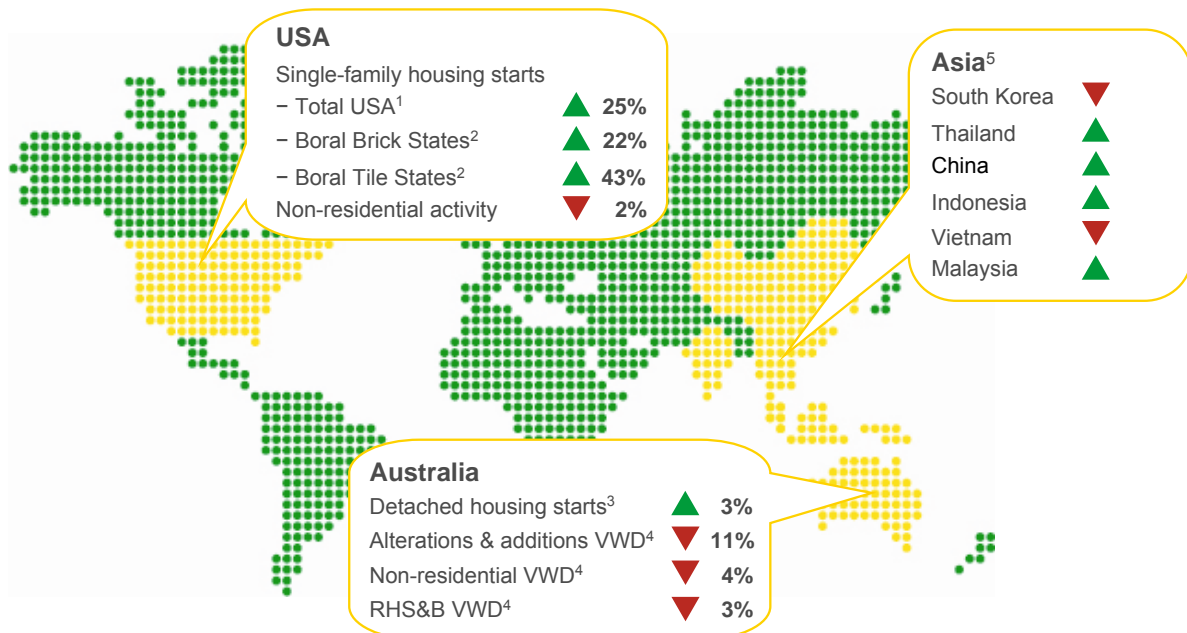 USA
Single-family housing starts
− Total USA¹ 25%
− Boral Brick States² 22%
− Boral Tile States² 43%
Non-residential activity 2%
Asia⁵
South Korea
Thailand
China
Indonesia
Vietnam
Malaysia
Australia
Detached housing starts³ 3%
Alterations & additions VWD⁴ 11%
Non-residential VWD⁴ 4%
RHS&B VWD⁴ 3%